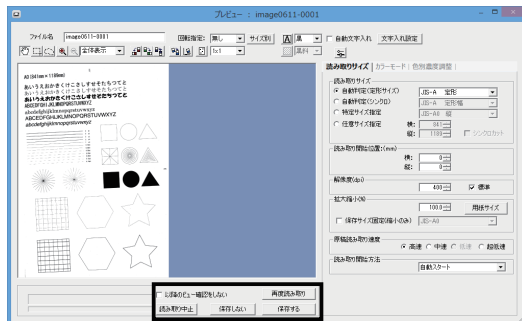 プレビュー : image0611-0001
ファイル名 image0611-0001 回転指定: 無し サイズ別 A 黒 自動文字入れ 文字入れ設定
全体表示 1x1 黒枠
読み取りサイズ カラーモード 色別濃度調整
A0 (841mm × 1189mm)
あいうえおかきくけこさしすせそたちつてと
あいうえおかきくけこさしすせそたちつてと
あいうえおかきくけこさしすせそたちつてと
ABCDEFGHIJKLMNOPQRSTUVWXYZ
abcdefghijklmnopqrstuvwxyz
ABCDEFGHIJKLMNOPQRSTUVWXYZ
abcdefghijklmnopqrstuvwxyz
読み取りサイズ
自動判定(定形サイズ) JIS-A 定形
自動判定(シンクロ) JIS-A 定形幅
特定サイズ指定 JIS-A0 縦
任意サイズ指定 横: 841
縦: 1189 シンクロカット
読み取り開始位置:(mm)
横: 0
縦: 0
解像度(dpi)
400 標準
拡大縮小(%)
100.0 用紙サイズ
保存サイズ固定(縮小のみ) JIS-A0
原稿読み取り速度
高速 中速 低速 超低速
読み取り開始方法
自動スタート
以降のビュー確認をしない 再度読み取り
読み取り中止 保存しない 保存する